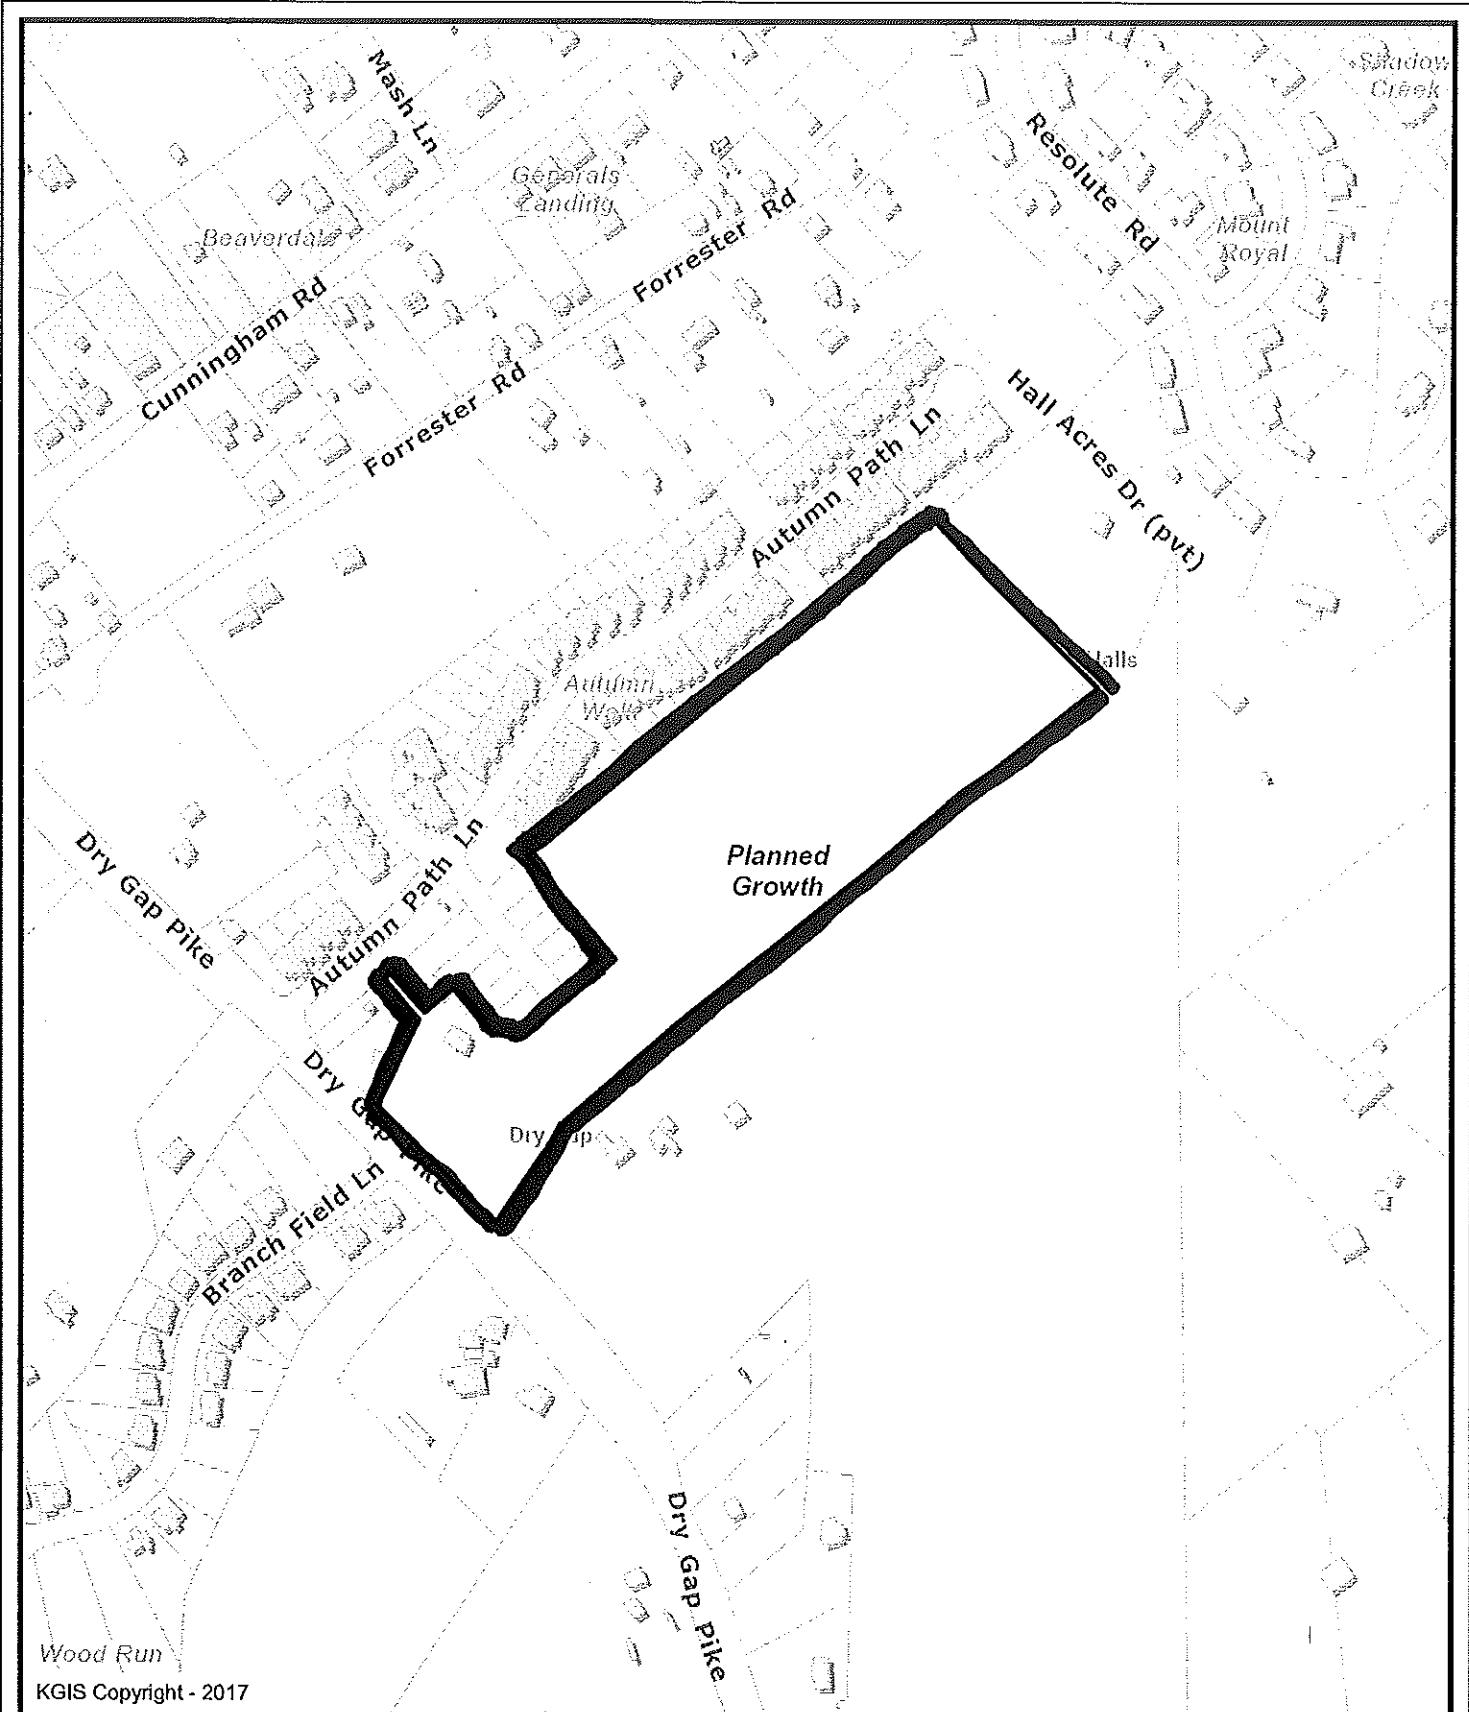 Mash Ln
Shadow
Creek
Resolute Rd
Generals
Landing
Forrester Rd
Mount
Royal
Beaverdale
Cunningham Rd
Forrester Rd
Hall Acres Dr (pvt)
Autumn Path Ln
Halls
Autumn
Walk
Planned
Growth
Dry Gap Pike
Autumn Path Ln
Dry Gap Pike
Dry Gap
Branch Field Ln
Dry Gap Pike
Wood Run
KGIS Copyright - 2017